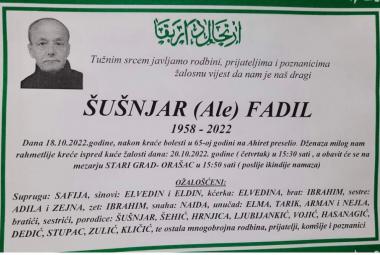 Tužnim srcem javljamo rodbini, prijateljima i poznanicima
žalosnu vijest da nam je naš dragi
ŠUŠNJAR (Ale) FADIL
1958 - 2022
Dana 18.10.2022.godine, nakon kraće bolesti u 65-oj godini na Ahiret preselio. Dženaza milog nam
rahmetlije kreće ispred kuće žalosti dana: 20.10.2022. godine ( četvrtak) u 15:30 sati , a obavit će se na
mezarju STARI GRAD- ORAŠAC u 15:50 sati ( poslije ikindije namaza)
OŽALOŠĆENI:
Supruga: SAFIJA, sinovi: ELVEDIN i ELDIN, kćerka: ELVEDINA, brat: IBRAHIM, sestre:
ADILA i ZEJNA, zet: IBRAHIM, snaha: NAIDA, unučad: ELMA, TARIK, ARMAN i NEJLA,
bratići, sestrići, porodice: ŠUŠNJAR, ŠEHIĆ, HRNJICA, LJUBIJANKIĆ, VOJIĆ, HASANAGIĆ,
DEDIĆ, STUPAC, ZULIĆ, KLIČIĆ, te ostala mnogobrojna rodbina, prijatelji, komšije i poznanici